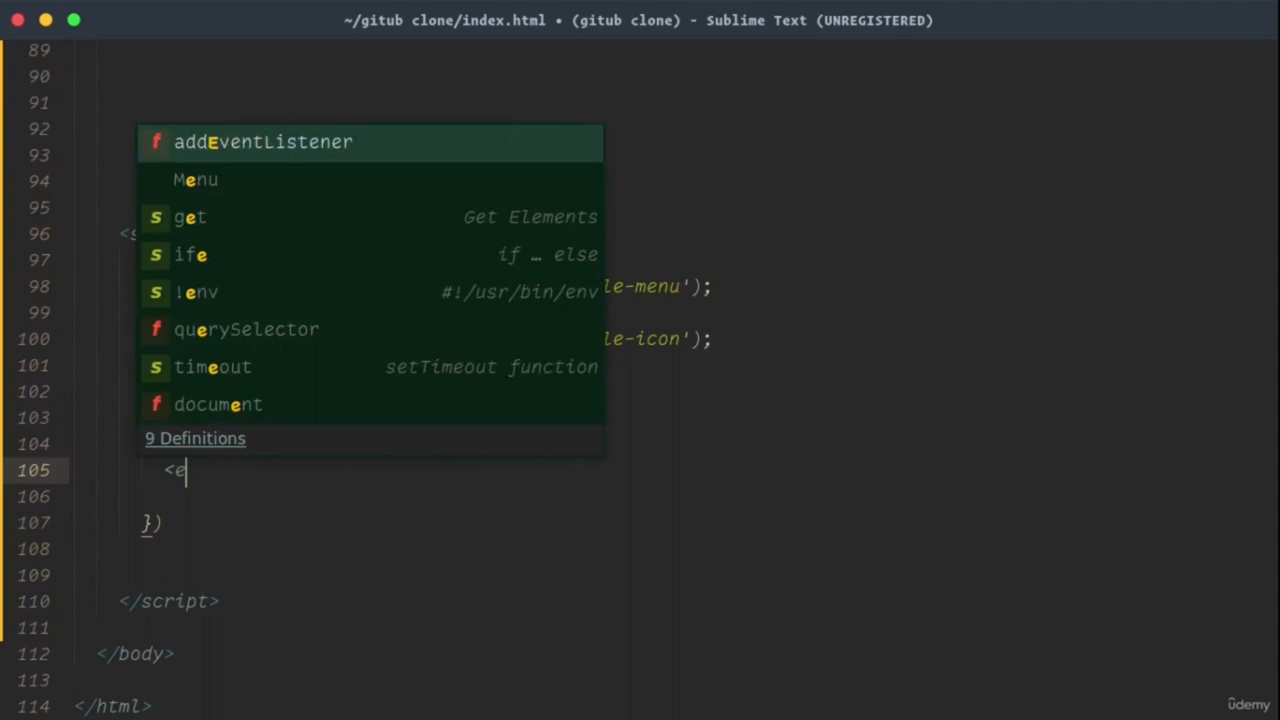 ~/gitub clone/index.html • (gitub clone) - Sublime Text (UNREGISTERED)
89
90
91
92
93
94
95
96 <s
97
98 le-menu');
99
100 le-icon');
101
102
103
104
105 <e
106
107 })
108
109
110 </script>
111
112 </body>
113
114 </html>
f addEventListener
Menu
s get Get Elements
s ife if … else
s !env #!/usr/bin/env
f querySelector
s timeout setTimeout function
f document
9 Definitions
ûdemy